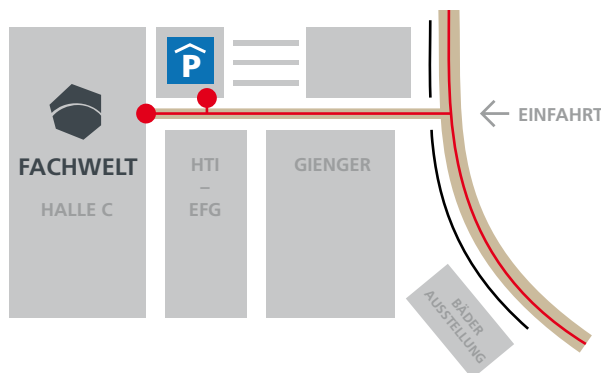 P
EINFAHRT
FACHWELT
HALLE C
HTI
–
EFG
GIENGER
BÄDER
AUSSTELLUNG